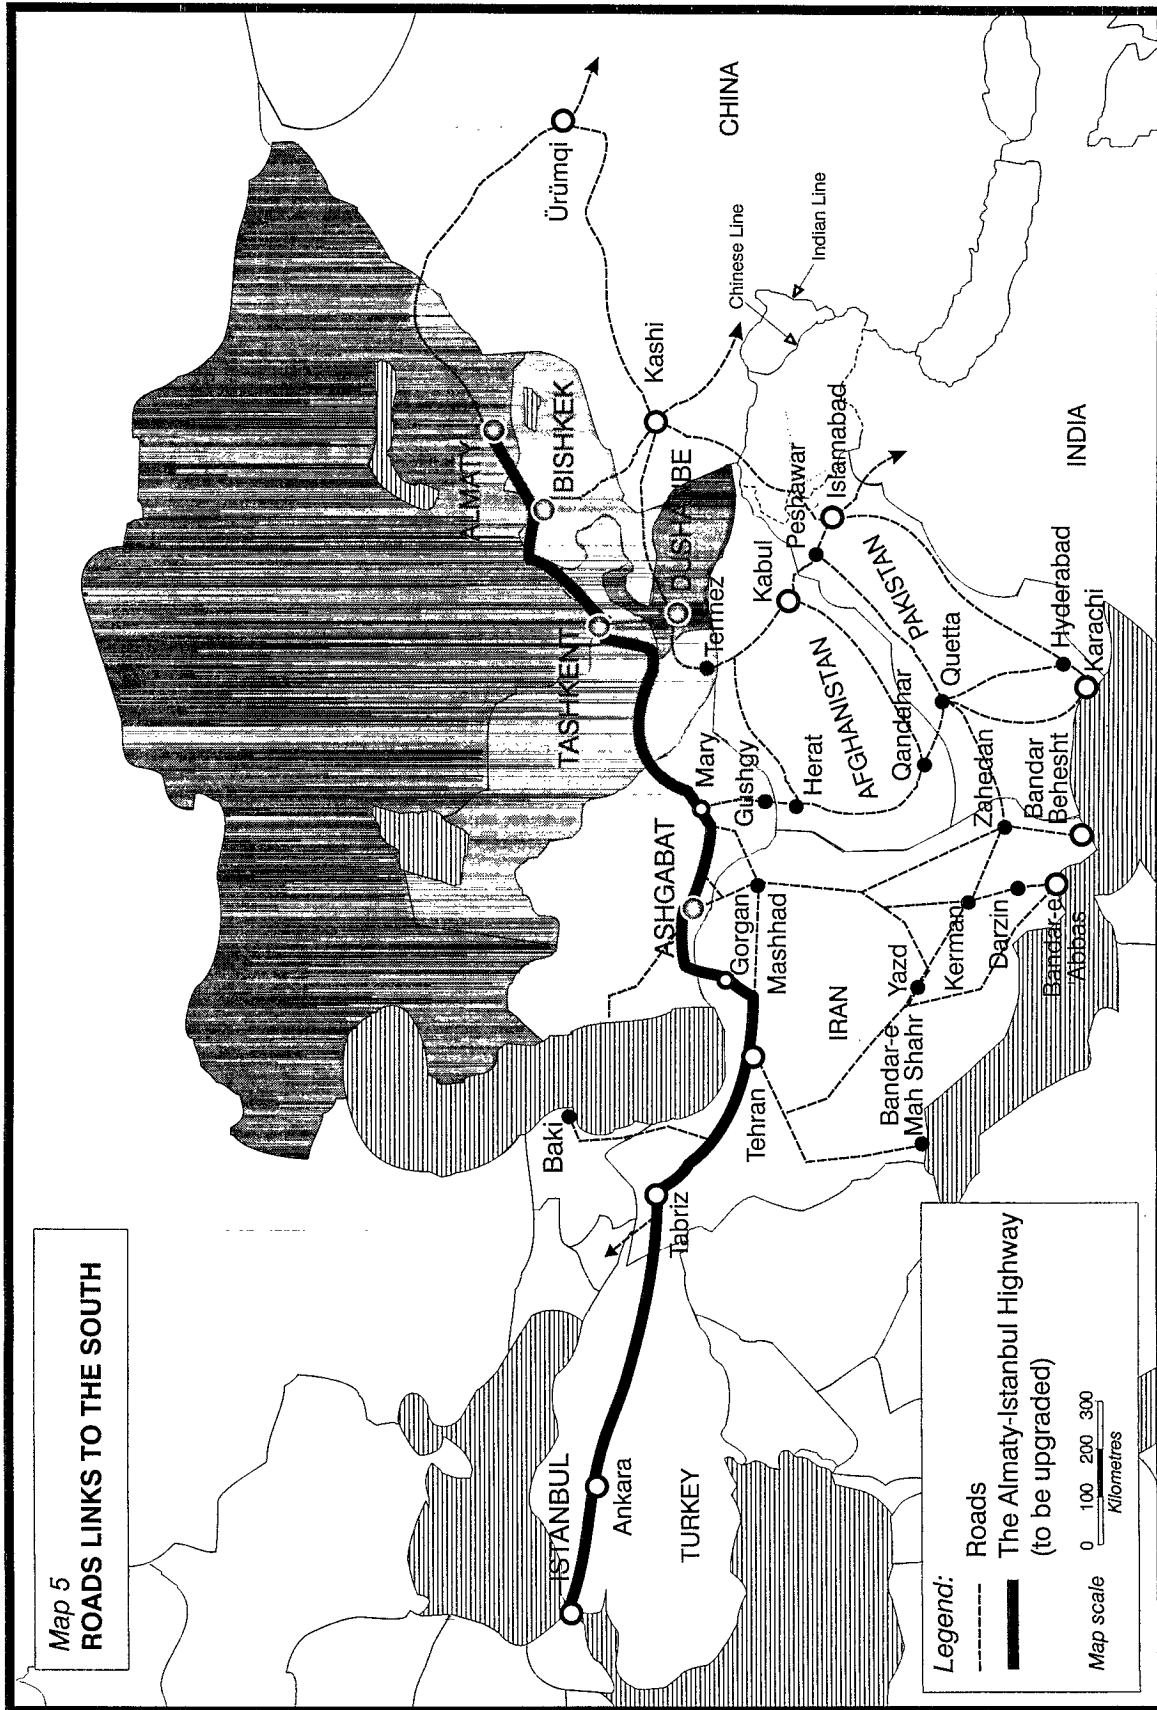 Map 5
ROADS LINKS TO THE SOUTH
ISTANBUL
Ankara
TURKEY
Tabriz
Baki
Tehran
Gorgan
Mashhad
IRAN
Bandar-e
Mah Shahr
Yazd
Kerman
Darzin
Bandar-e
'Abbas
Zahedan
Bandar
Behesht
ASHGABAT
Mary
Gushgy
Herat
AFGHANISTAN
Qandahar
Quetta
PAKISTAN
Hyderabad
Karachi
TASHKENT
Termez
DUSHANBE
Kabul
Peshawar
Islamabad
ALMATY
BISHKEK
Kashi
Ürümqi
CHINA
Chinese Line
Indian Line
INDIA
Legend:
Roads
The Almaty-Istanbul Highway
(to be upgraded)
Map scale
0 100 200 300
Kilometres